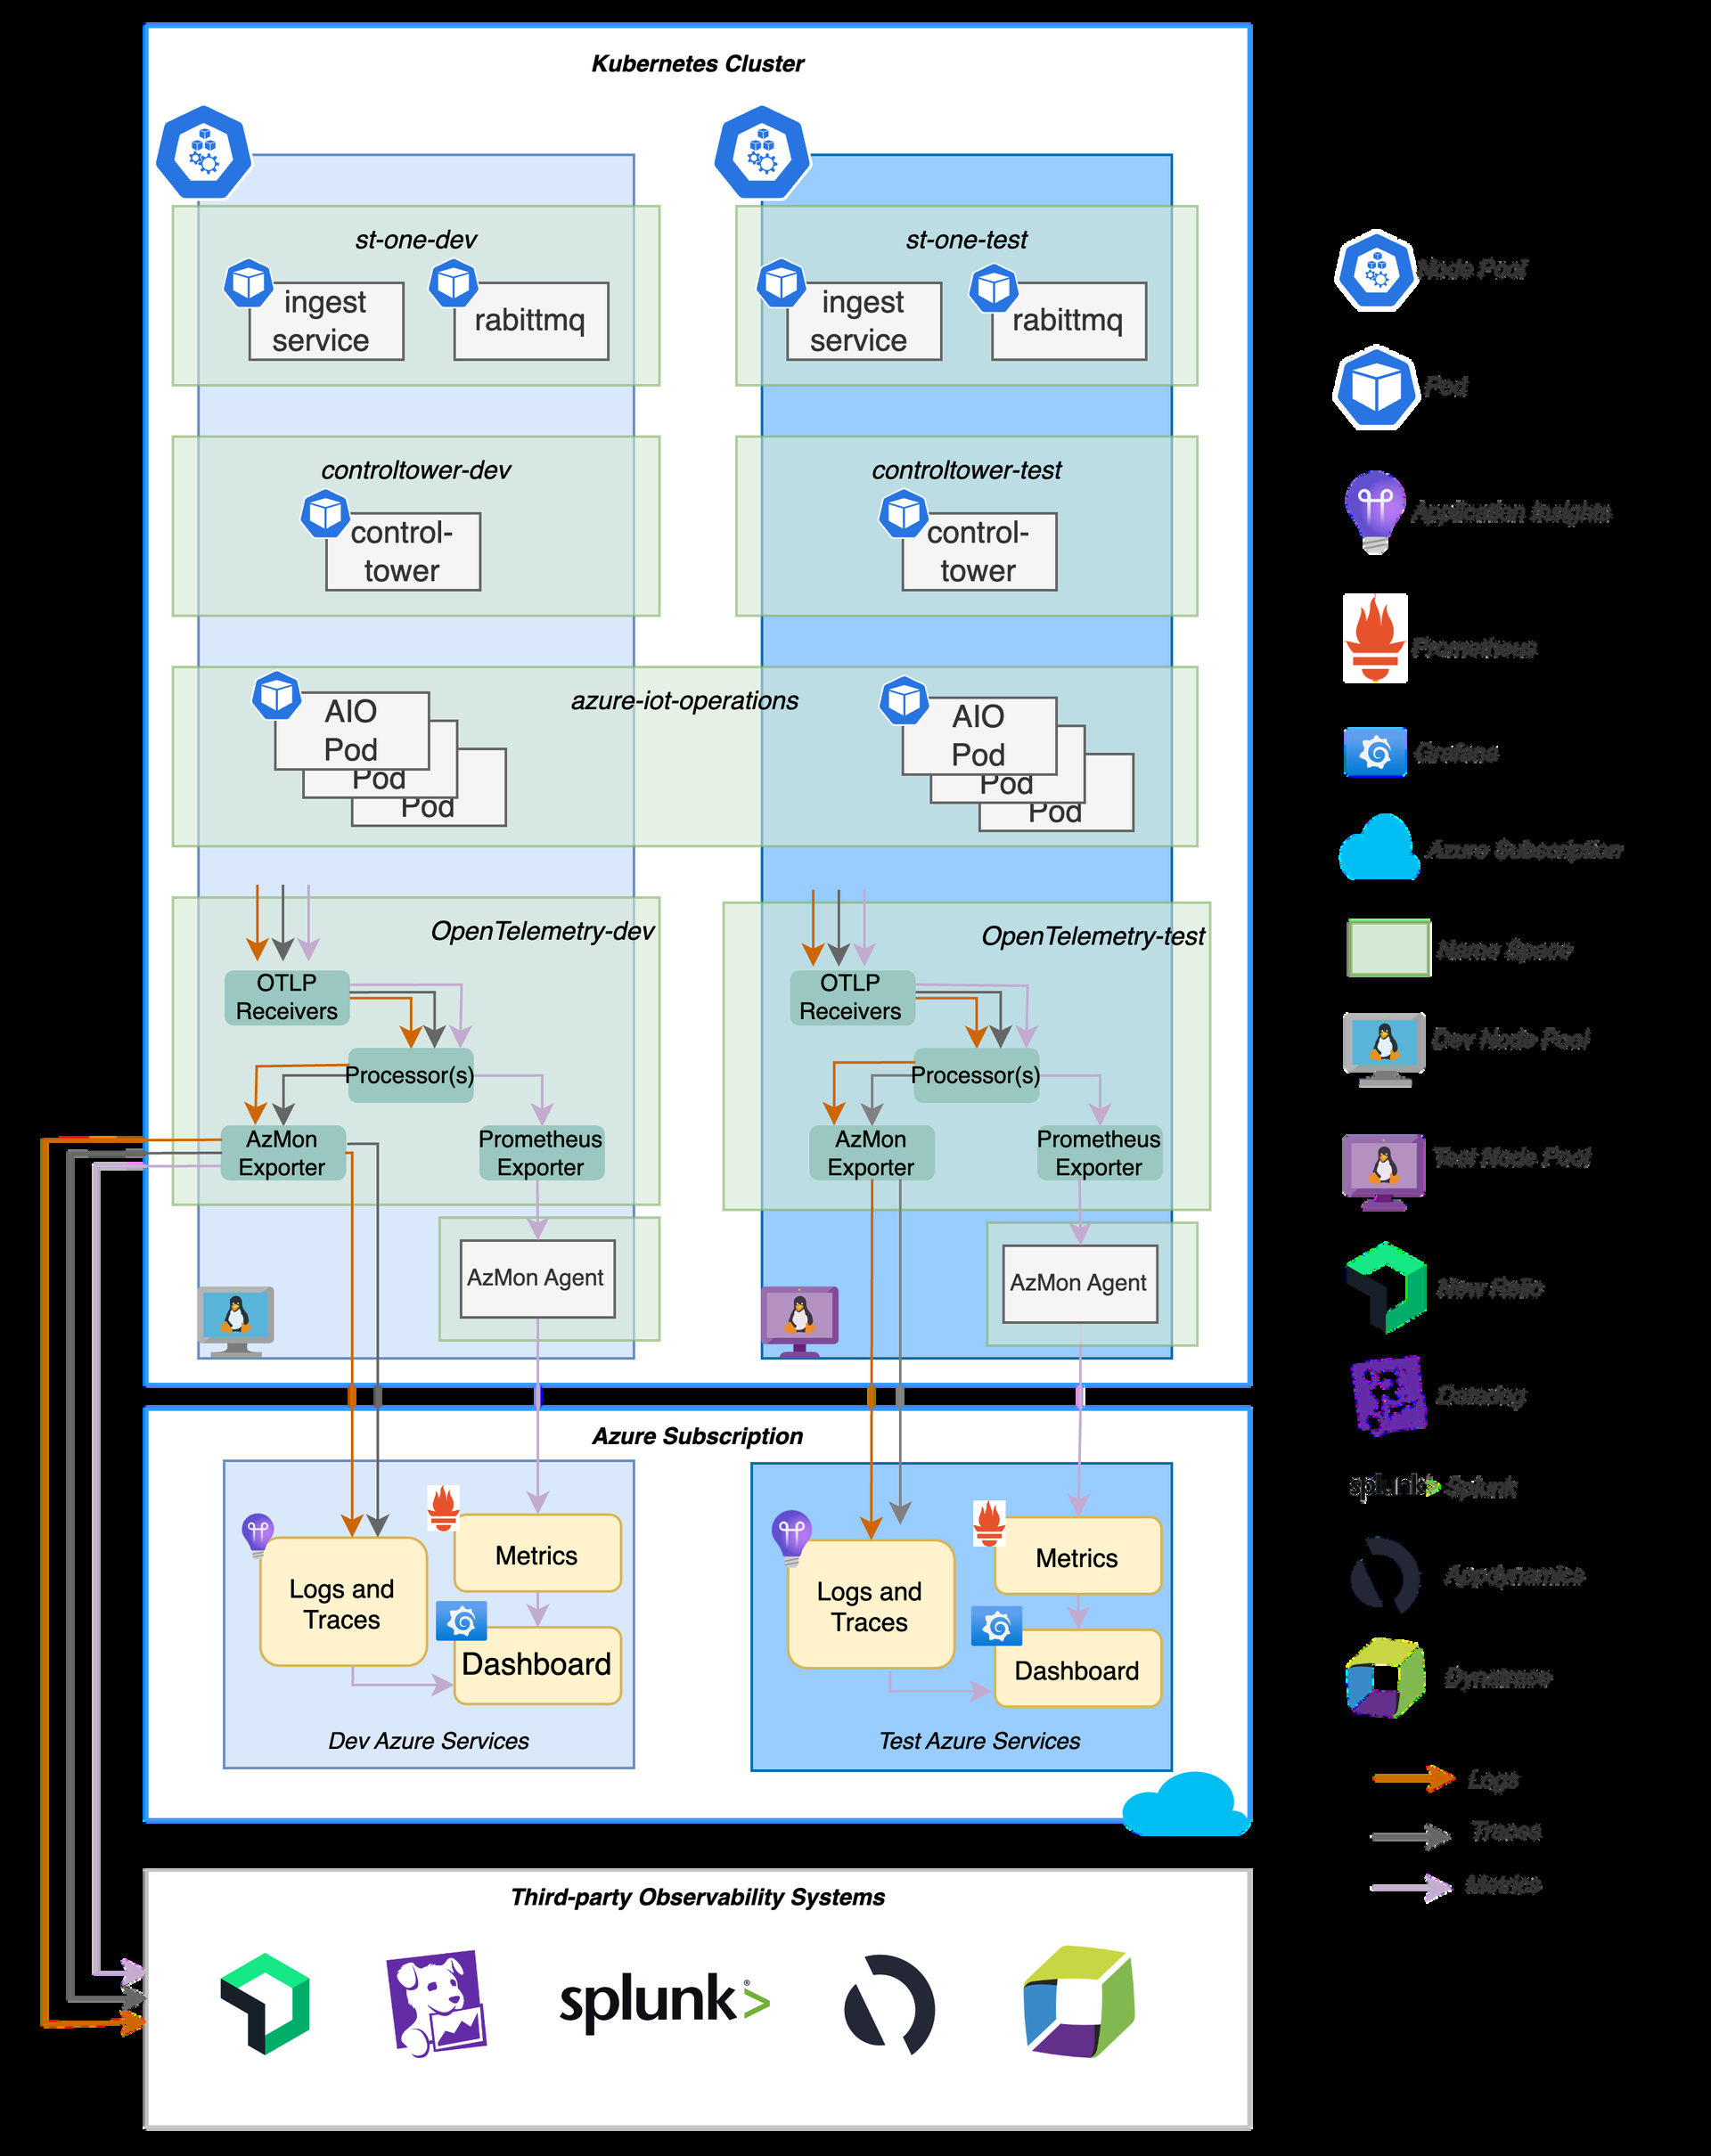 Kubernetes Cluster
st-one-dev
ingest
service
rabittmq
st-one-test
ingest
service
rabittmq
controltower-dev
control-
tower
controltower-test
control-
tower
azure-iot-operations
AIO
Pod
Pod
Pod
AIO
Pod
Pod
Pod
OpenTelemetry-dev
OTLP
Receivers
Processor(s)
AzMon
Exporter
Prometheus
Exporter
AzMon Agent
OpenTelemetry-test
OTLP
Receivers
Processor(s)
AzMon
Exporter
Prometheus
Exporter
AzMon Agent
Azure Subscription
Logs and
Traces
Metrics
Dashboard
Dev Azure Services
Logs and
Traces
Metrics
Dashboard
Test Azure Services
Third-party Observability Systems
splunk>
Node Pool
Pod
Application Insights
Prometheus
Grafana
Azure Subscription
Name Space
Dev Node Pool
Test Node Pool
New Relic
Datadog
splunk> Splunk
Appdynamics
Dynatrace
Logs
Traces
Metrics